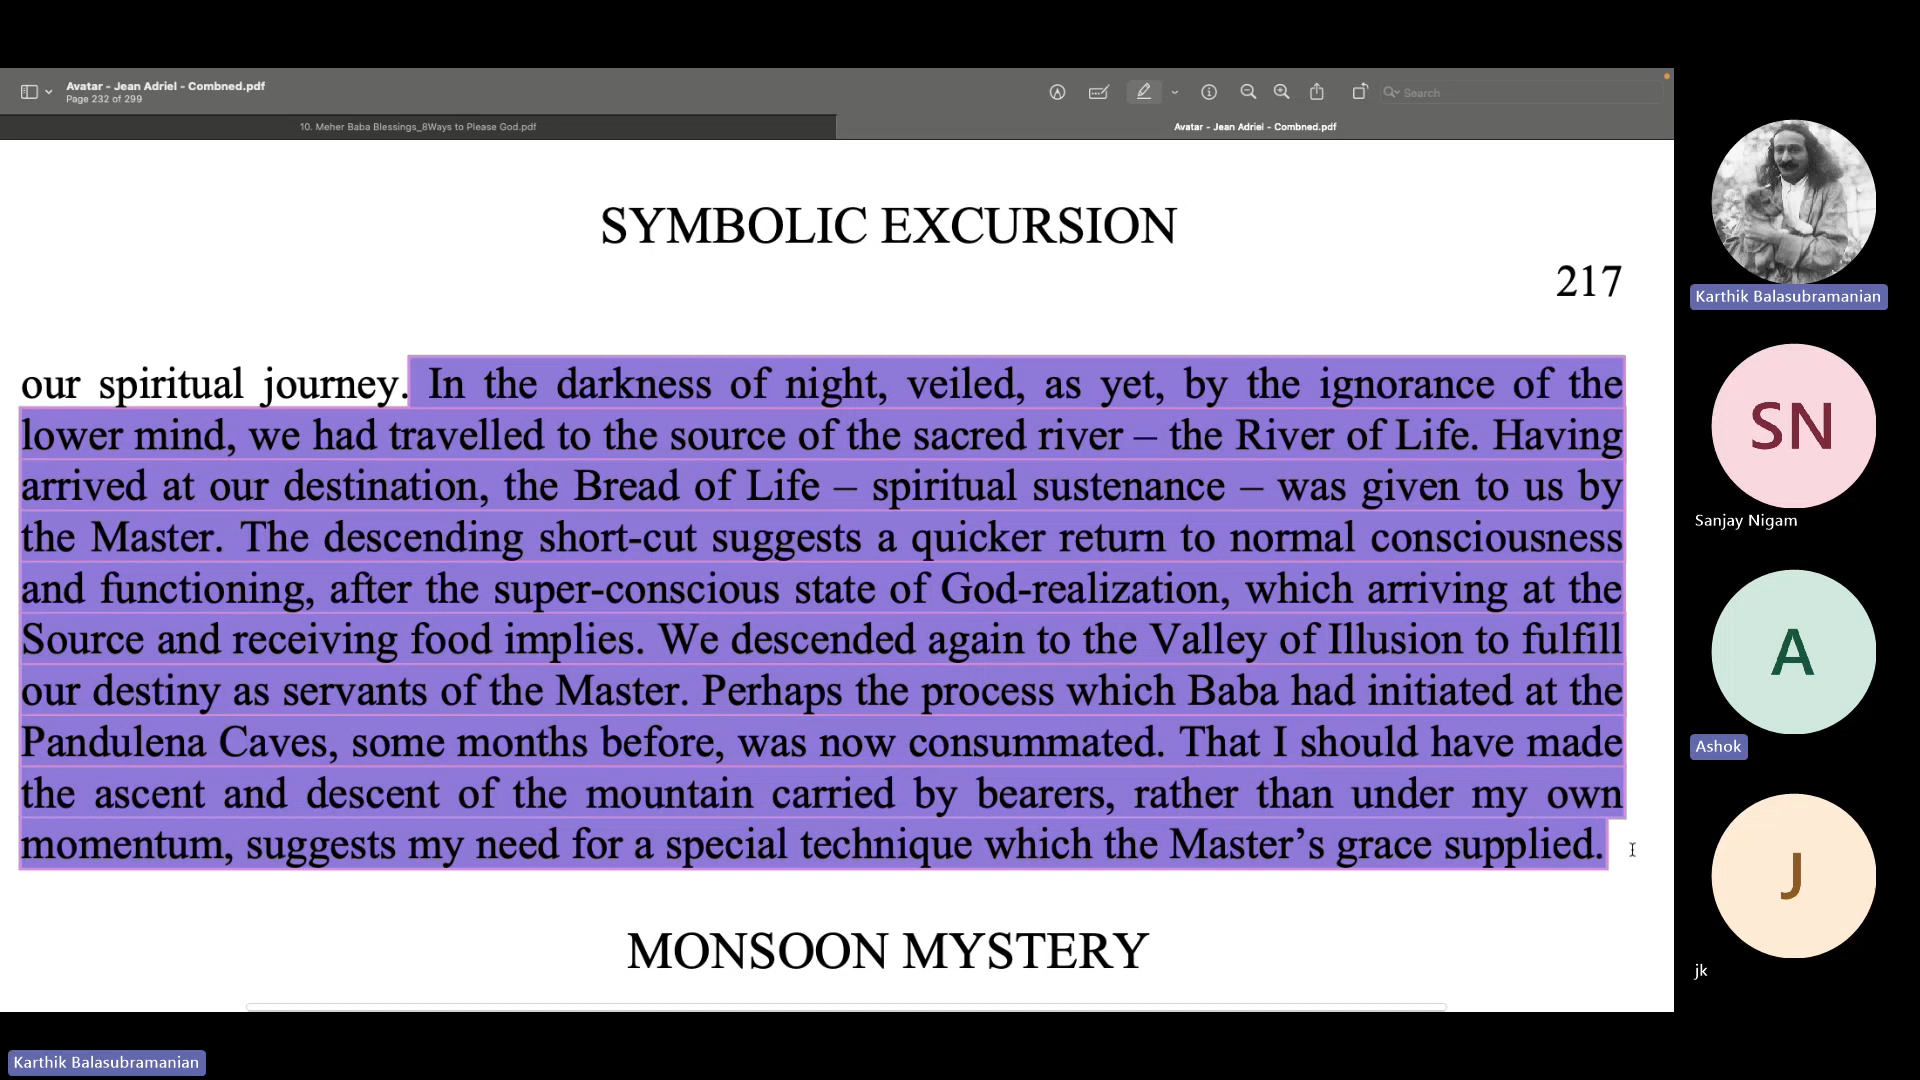 Avatar - Jean Adriel - Combned.pdf
Page 232 of 299
Search
10. Meher Baba Blessings_8Ways to Please God.pdf
Avatar - Jean Adriel - Combned.pdf
SYMBOLIC EXCURSION
217
our spiritual journey. In the darkness of night, veiled, as yet, by the ignorance of the
lower mind, we had travelled to the source of the sacred river – the River of Life. Having
arrived at our destination, the Bread of Life – spiritual sustenance – was given to us by
the Master. The descending short-cut suggests a quicker return to normal consciousness
and functioning, after the super-conscious state of God-realization, which arriving at the
Source and receiving food implies. We descended again to the Valley of Illusion to fulfill
our destiny as servants of the Master. Perhaps the process which Baba had initiated at the
Pandulena Caves, some months before, was now consummated. That I should have made
the ascent and descent of the mountain carried by bearers, rather than under my own
momentum, suggests my need for a special technique which the Master’s grace supplied.
MONSOON MYSTERY
Karthik Balasubramanian
SN
Sanjay Nigam
A
Ashok
J
jk
Karthik Balasubramanian